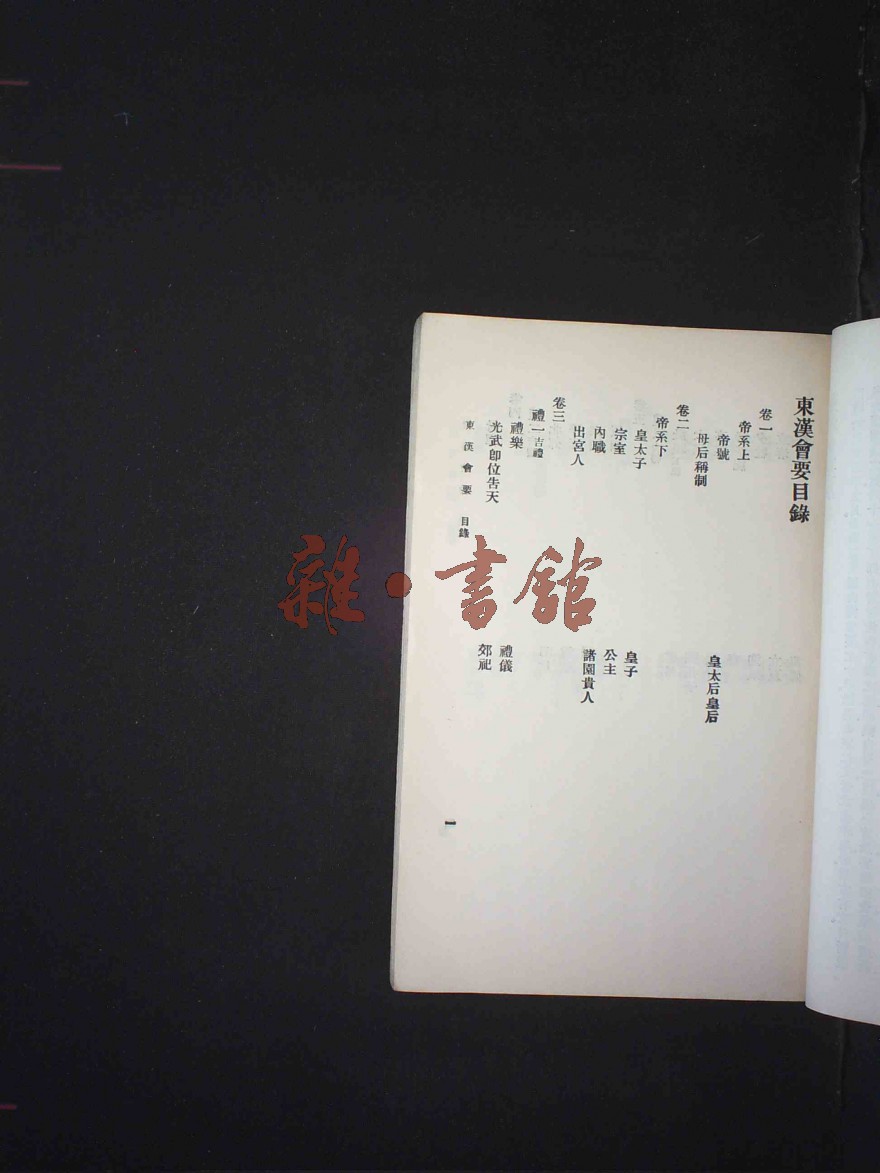 東漢會要目錄
卷一
帝系上
帝號
母后稱制 皇太后皇后
卷二
帝系下
皇太子 皇子
宗室 公主
內職 諸園貴人
出宮人
卷三
禮一吉禮
禮樂 禮儀
光武卽位告天 郊祀
東漢會要 目錄 一
雜·書館